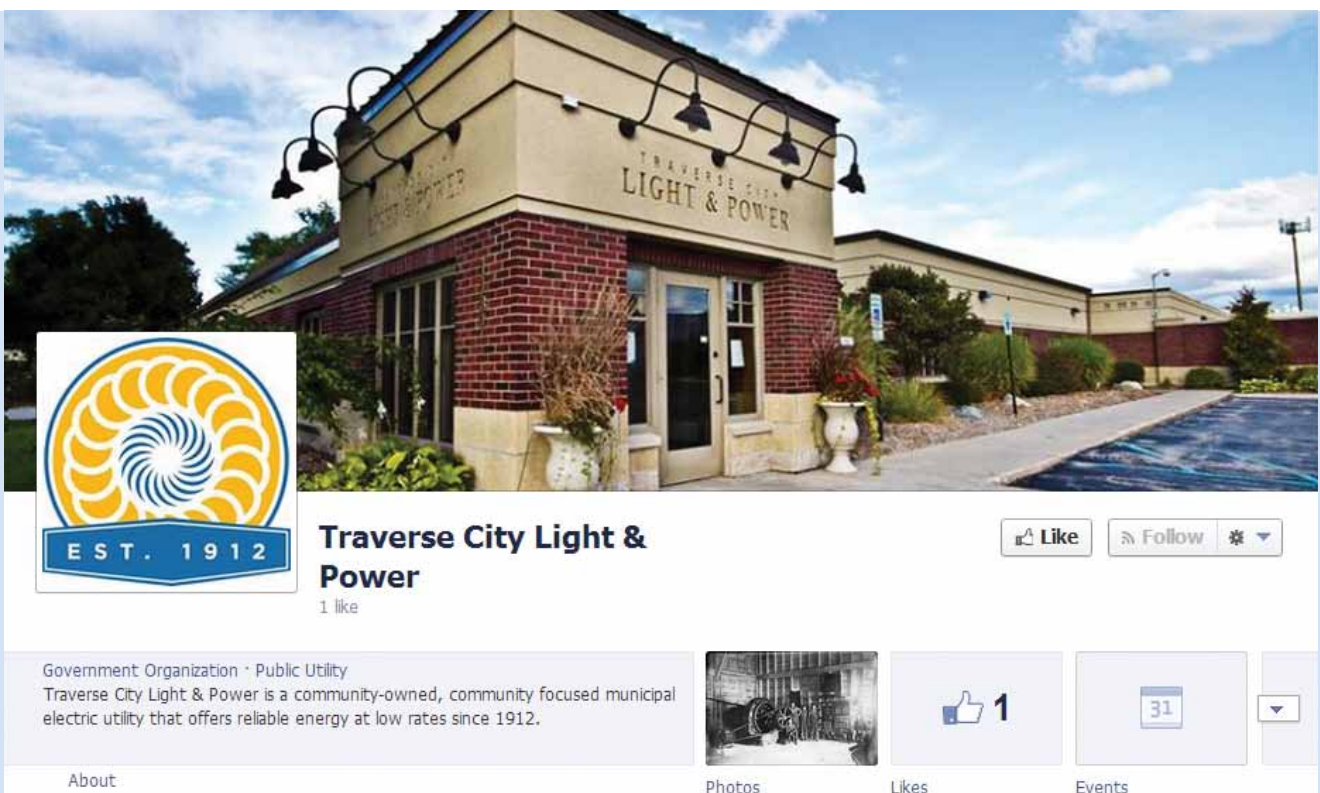 TRAVERSE CITY
LIGHT & POWER
LIGHT & POWER
EST. 1912
Traverse City Light &
Power
1 like
Like
Follow
Government Organization · Public Utility
Traverse City Light & Power is a community-owned, community focused municipal
electric utility that offers reliable energy at low rates since 1912.
1
31
About
Photos
Likes
Events